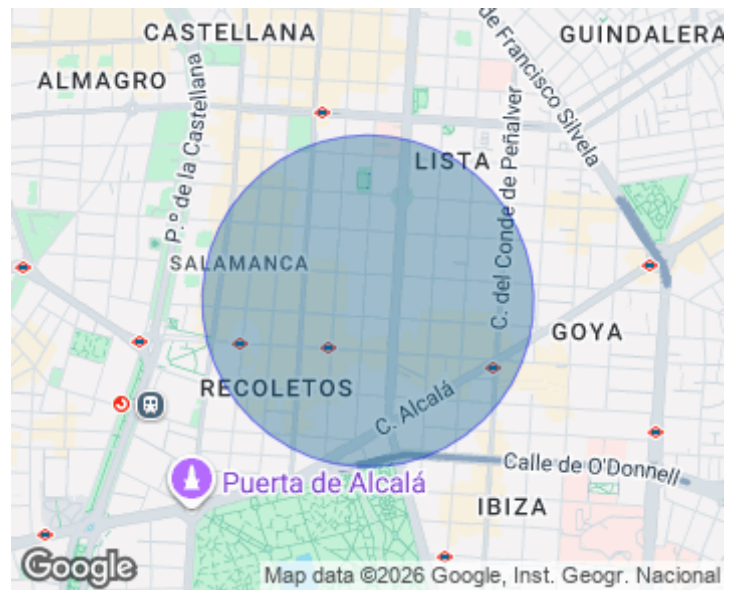 CASTELLANA
GUINDALERA
ALMAGRO
de Francisco Silvela
P.º de la Castellana
LISTA
C. del Conde de Peñalver
SALAMANCA
GOYA
RECOLETOS
C. Alcalá
Calle de O'Donnell
Puerta de Alcalá
IBIZA
Google
Map data ©2026 Google, Inst. Geogr. Nacional